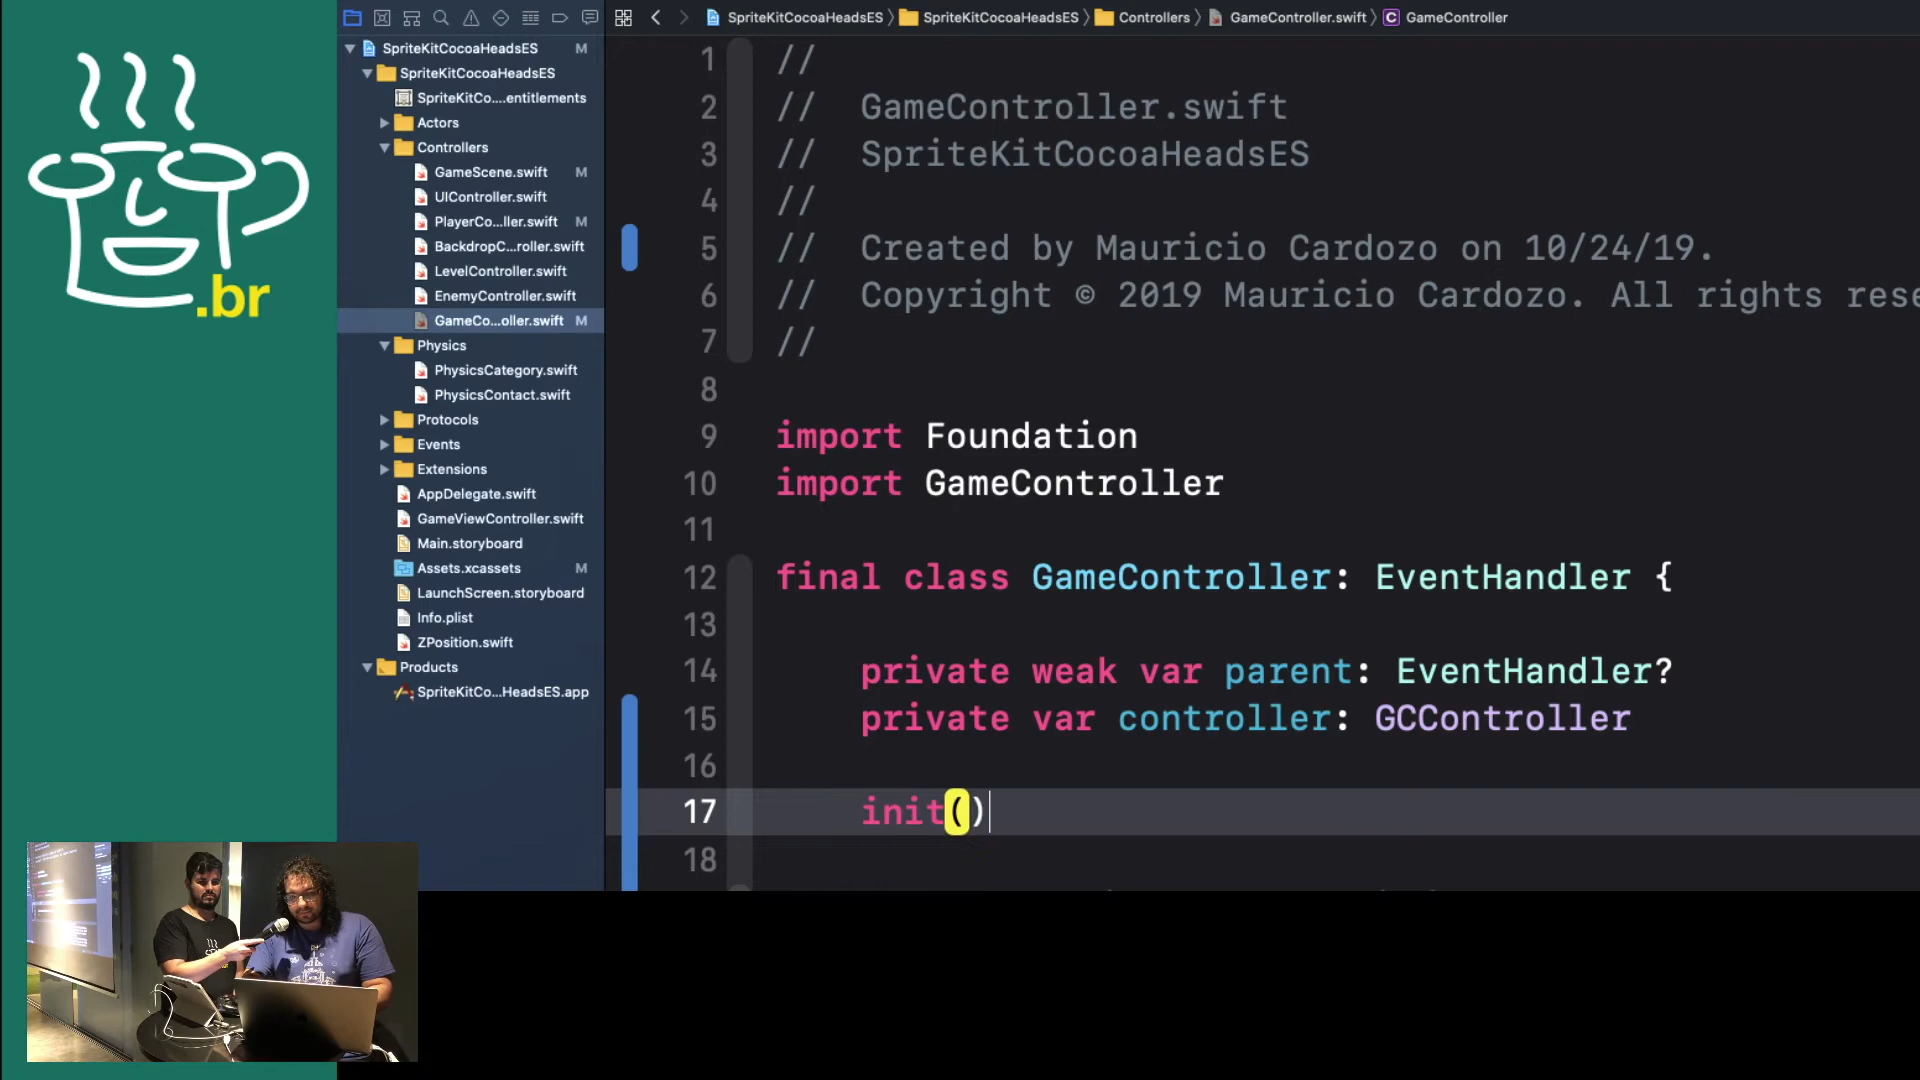 .br
SpriteKitCocoaHeadsES M
SpriteKitCocoaHeadsES
SpriteKitCo....entitlements
Actors
Controllers
GameScene.swift M
UIController.swift
PlayerCo...ller.swift M
BackdropC...roller.swift
LevelController.swift
EnemyController.swift
GameCo...oller.swift M
Physics
PhysicsCategory.swift
PhysicsContact.swift
Protocols
Events
Extensions
AppDelegate.swift
GameViewController.swift
Main.storyboard
Assets.xcassets M
LaunchScreen.storyboard
Info.plist
ZPosition.swift
Products
SpriteKitCo...HeadsES.app
SpriteKitCocoaHeadsES 〉 SpriteKitCocoaHeadsES 〉 Controllers 〉 GameController.swift 〉 C GameController
1 //
2 //  GameController.swift
3 //  SpriteKitCocoaHeadsES
4 //
5 //  Created by Mauricio Cardozo on 10/24/19.
6 //  Copyright © 2019 Mauricio Cardozo. All rights rese
7 //
8
9 import Foundation
10 import GameController
11
12 final class GameController: EventHandler {
13
14 private weak var parent: EventHandler?
15 private var controller: GCController
16
17 init()
18